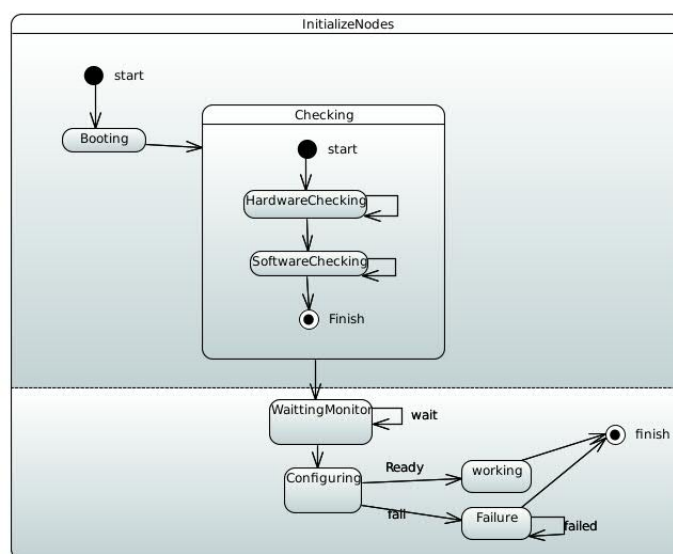 InitializeNodes
start
Booting
Checking
start
HardwareChecking
SoftwareChecking
Finish
WaittingMonitor
wait
Configuring
Ready
working
finish
fail
Failure
failed